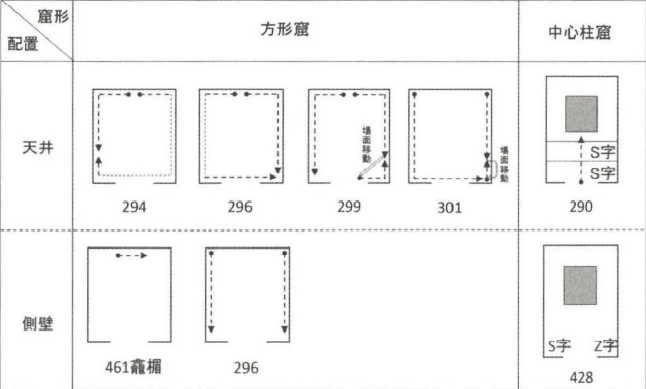 窟形
配置
方形窟
中心柱窟
天井
場面移動
場面移動
S字
S字
294
296
299
301
290
側壁
S字 Z字
461龕楣
296
428